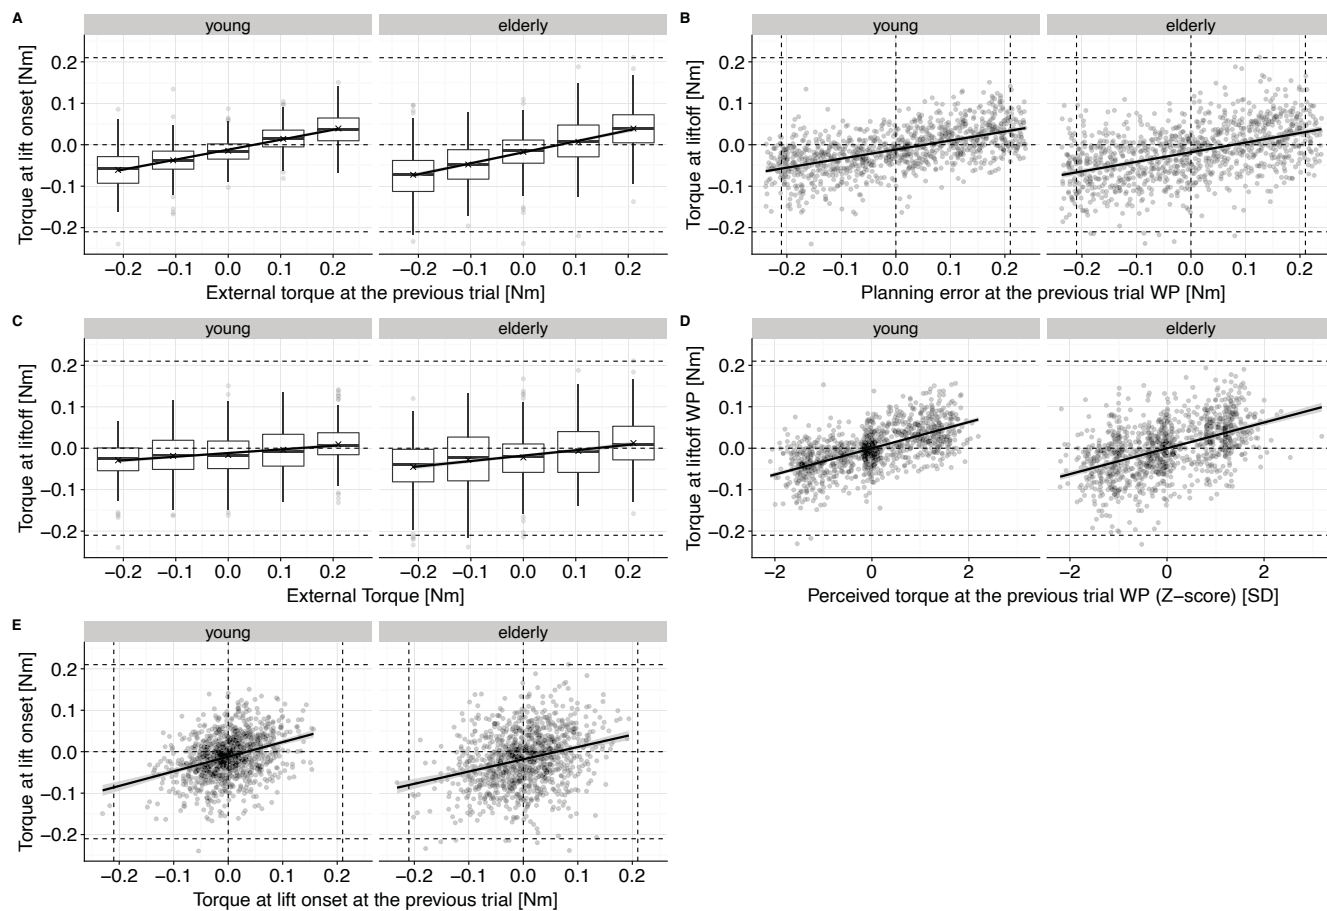 A
young
elderly
Torque at lift onset [Nm]
0.2
0.1
0.0
−0.1
−0.2
−0.2 −0.1 0.0 0.1 0.2
−0.2 −0.1 0.0 0.1 0.2
External torque at the previous trial [Nm]
B
young
elderly
Torque at liftoff [Nm]
0.2
0.1
0.0
−0.1
−0.2
−0.2 −0.1 0.0 0.1 0.2
−0.2 −0.1 0.0 0.1 0.2
Planning error at the previous trial WP [Nm]
C
young
elderly
Torque at liftoff [Nm]
0.2
0.1
0.0
−0.1
−0.2
−0.2 −0.1 0.0 0.1 0.2
−0.2 −0.1 0.0 0.1 0.2
External Torque [Nm]
D
young
elderly
Torque at liftoff WP [Nm]
0.2
0.1
0.0
−0.1
−0.2
−2 0 2
−2 0 2
Perceived torque at the previous trial WP (Z−score) [SD]
E
young
elderly
Torque at lift onset [Nm]
0.2
0.1
0.0
−0.1
−0.2
−0.2 −0.1 0.0 0.1 0.2
−0.2 −0.1 0.0 0.1 0.2
Torque at lift onset at the previous trial [Nm]